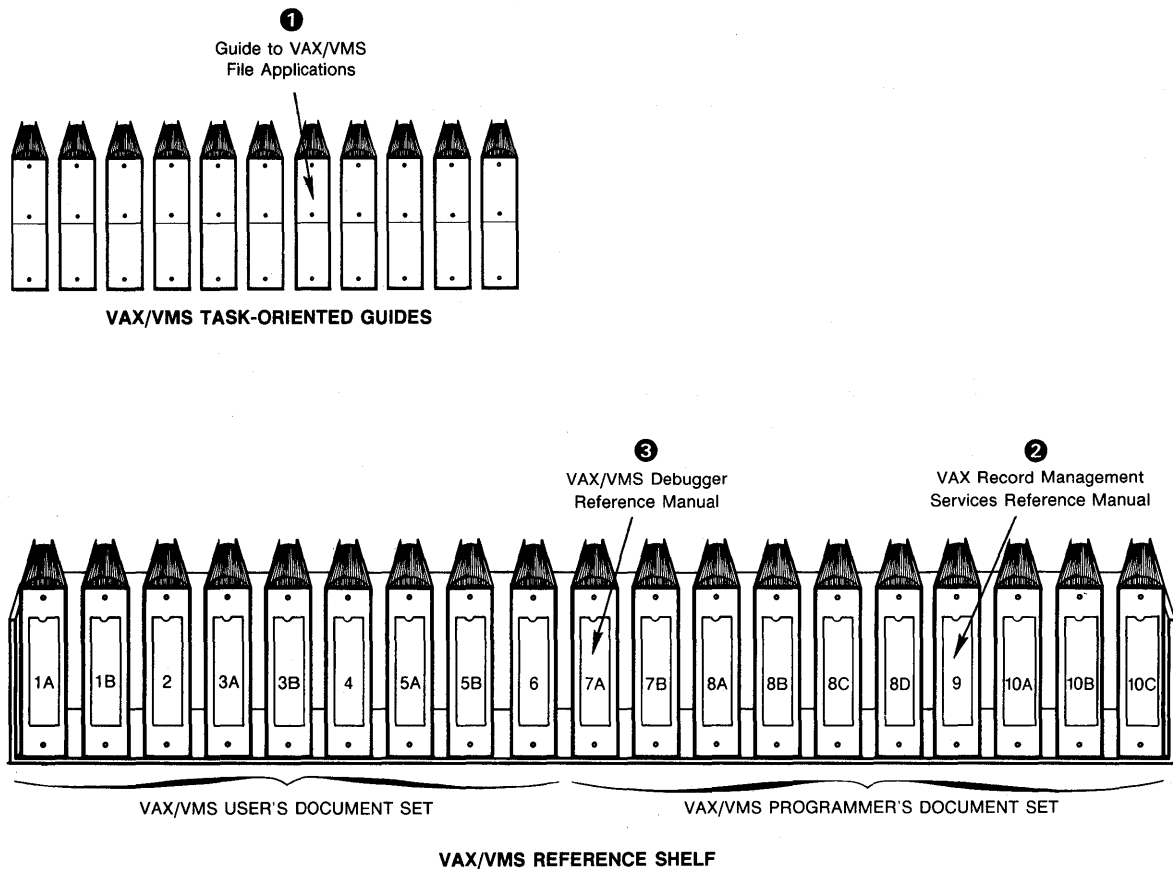 1
Guide to VAX/VMS
File Applications
VAX/VMS TASK-ORIENTED GUIDES
3
VAX/VMS Debugger
Reference Manual
2
VAX Record Management
Services Reference Manual
1A 1B 2 3A 3B 4 5A 5B 6 7A 7B 8A 8B 8C 8D 9 10A 10B 10C
VAX/VMS USER'S DOCUMENT SET
VAX/VMS PROGRAMMER'S DOCUMENT SET
VAX/VMS REFERENCE SHELF